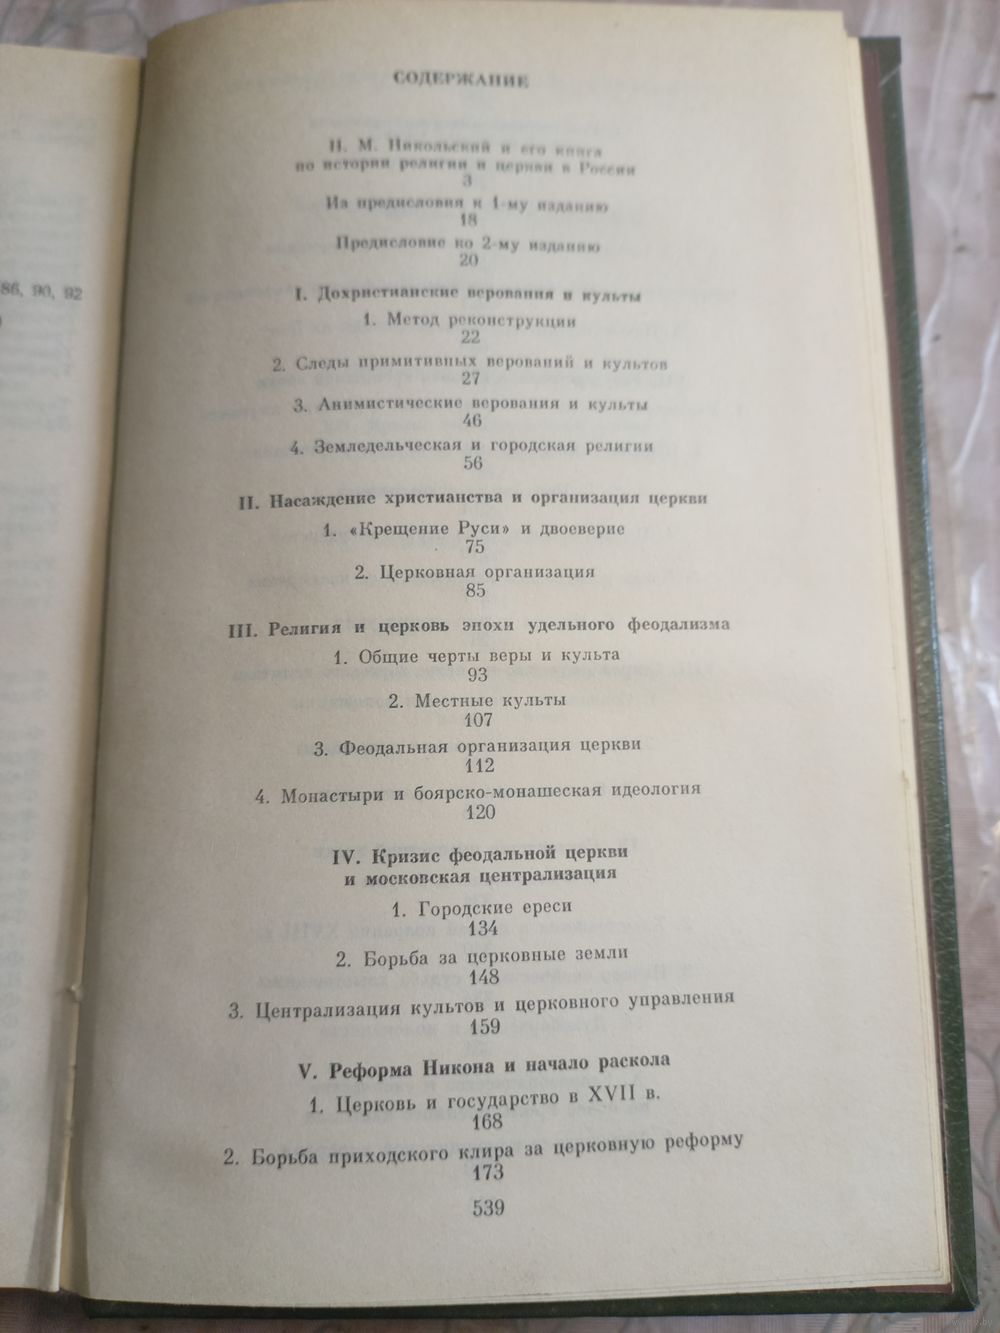 86, 90, 92
СОДЕРЖАНИЕ
Н. М. Никольский и его книга
по истории религии и церкви в России
3
Из предисловия к 1-му изданию
18
Предисловие ко 2-му изданию
20
I. Дохристианские верования и культы
1. Метод реконструкции
22
2. Следы примитивных верований и культов
27
3. Анимистические верования и культы
46
4. Земледельческая и городская религии
56
II. Насаждение христианства и организация церкви
1. «Крещение Руси» и двоеверие
75
2. Церковная организация
85
III. Религия и церковь эпохи удельного феодализма
1. Общие черты веры и культа
93
2. Местные культы
107
3. Феодальная организация церкви
112
4. Монастыри и боярско-монашеская идеология
120
IV. Кризис феодальной церкви
и московская централизация
1. Городские ереси
134
2. Борьба за церковные земли
148
3. Централизация культов и церковного управления
159
V. Реформа Никона и начало раскола
1. Церковь и государство в XVII в.
168
2. Борьба приходского клира за церковную реформу
173
539